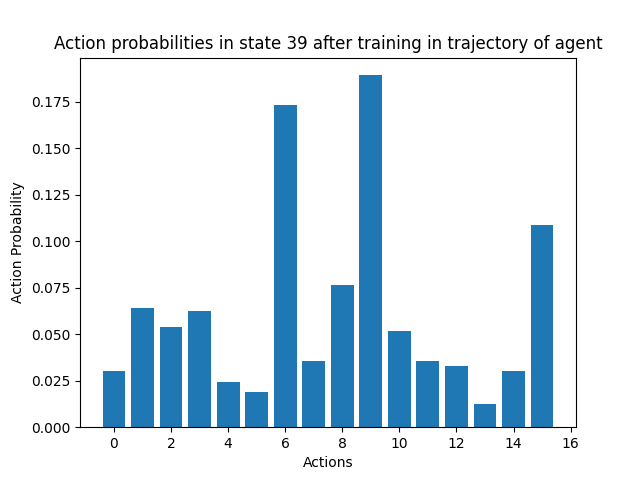 Action probabilities in state 39 after training in trajectory of agent
0.175
0.150
0.125
0.100
0.075
0.050
0.025
0.000
Action Probability
0 2 4 6 8 10 12 14 16
Actions